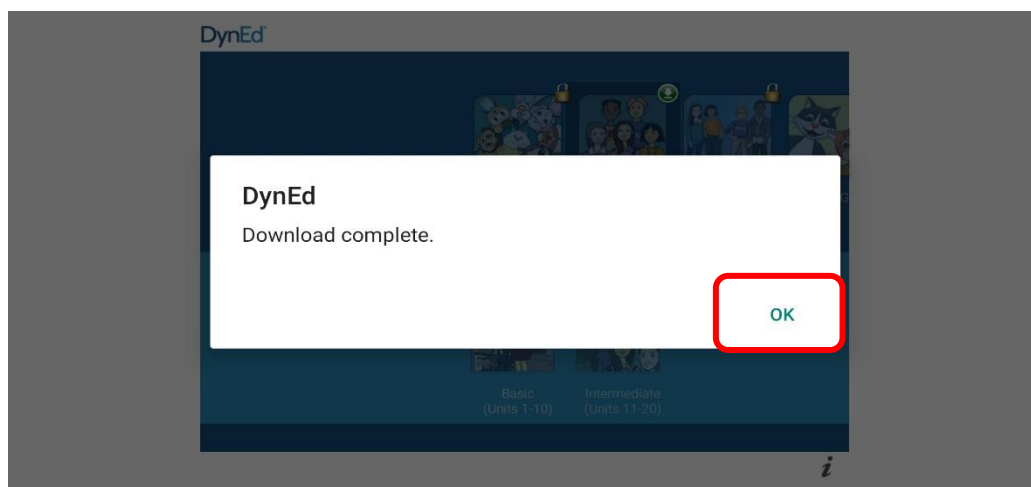 DynEd
DynEd
Download complete.
OK
Basic
Intermediate
(Units 1-10)
(Units 11-20)
i